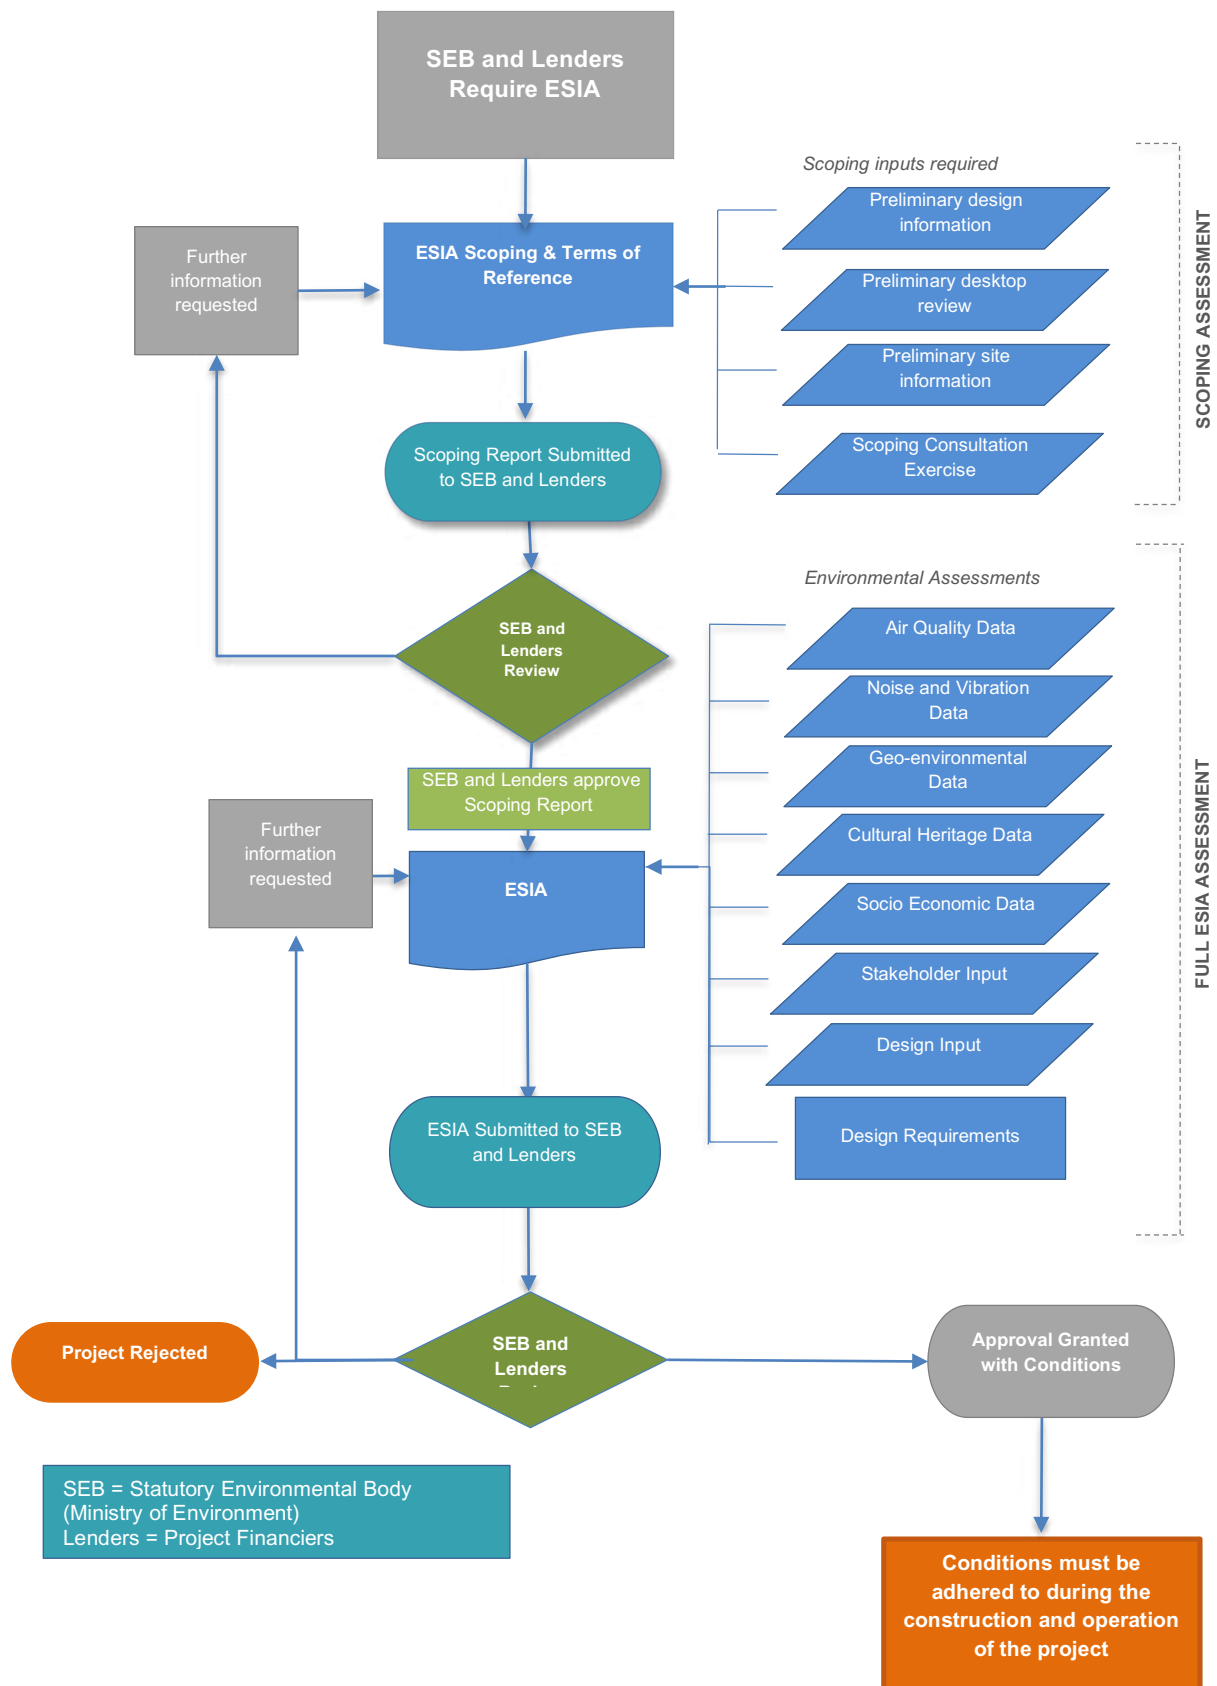 SEB and Lenders
Require ESIA
Scoping inputs required
Preliminary design
information
Further
information
requested
ESIA Scoping & Terms of
Reference
Preliminary desktop
review
Preliminary site
information
SCOPING ASSESSMENT
Scoping Report Submitted
to SEB and Lenders
Scoping Consultation
Exercise
Environmental Assessments
SEB and
Lenders
Review
Air Quality Data
Noise and Vibration
Data
Geo-environmental
Data
SEB and Lenders approve
Scoping Report
Further
information
requested
ESIA
Cultural Heritage Data
Socio Economic Data
Stakeholder Input
Design Input
FULL ESIA ASSESSMENT
ESIA Submitted to SEB
and Lenders
Design Requirements
Project Rejected
SEB and
Lenders
Approval Granted
with Conditions
SEB = Statutory Environmental Body
(Ministry of Environment)
Lenders = Project Financiers
Conditions must be
adhered to during the
construction and operation
of the project